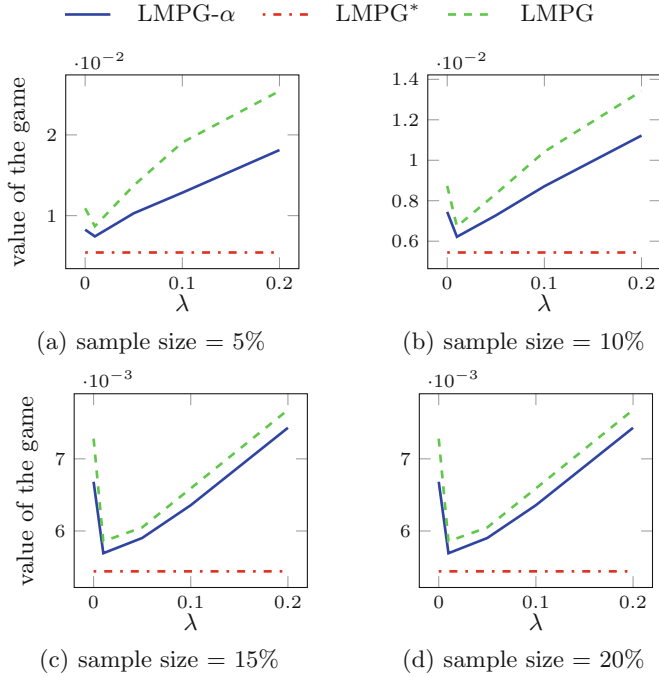 LMPG-α LMPG* LMPG
·10⁻² ·10⁻²
value of the game
2
1
0 0.1 0.2
λ
(a) sample size = 5%
1.4
1.2
1
0.8
0.6
0 0.1 0.2
λ
(b) sample size = 10%
·10⁻³ ·10⁻³
value of the game
7
6
0 0.1 0.2
λ
(c) sample size = 15%
7
6
0 0.1 0.2
λ
(d) sample size = 20%